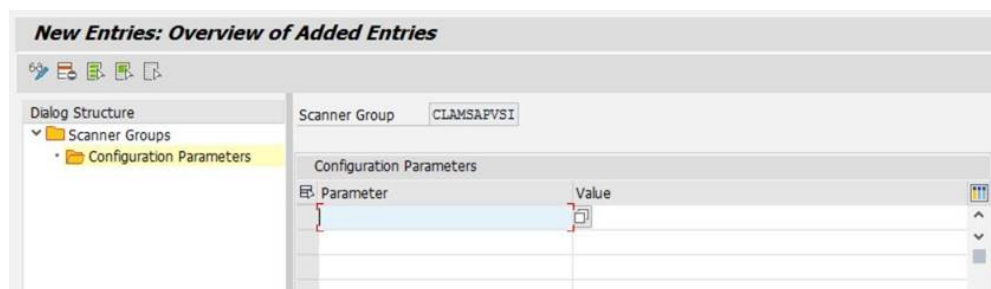 New Entries: Overview of Added Entries
Dialog Structure
Scanner Groups
Configuration Parameters
Scanner Group CLAMSAPVSI
Configuration Parameters
Parameter Value